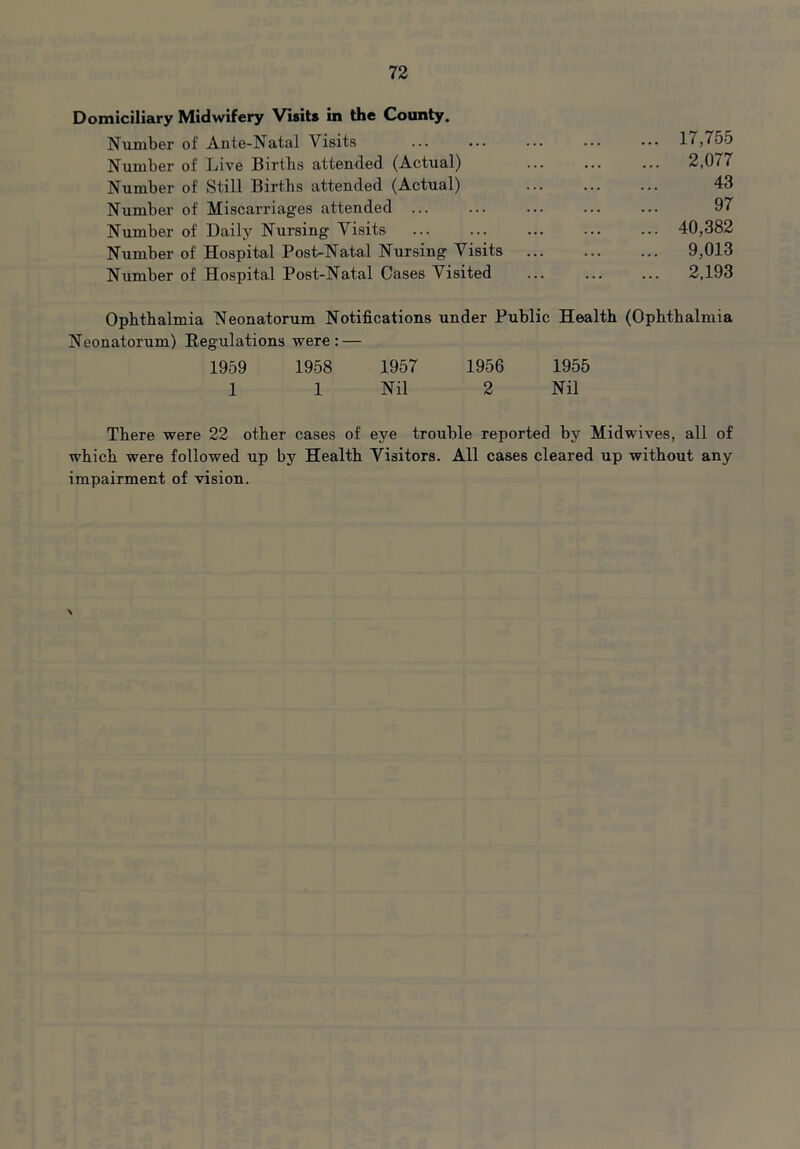 72
Domiciliary Midwifery Visits in the County.
Number of Ante-Natal Visits ... ... ... ... ... 17,755
Number of Live Births attended (Actual) ... ... ... 2,077
Number of Still Births attended (Actual) ... ... ... 43
Number of Miscarriages attended ... ... ... ... ... 97
Number of Daily Nursing Visits ... ... ... ... ... 40,382
Number of Hospital Post-Natal Nursing Visits ... ... ... 9,013
Number of Hospital Post-Natal Cases Visited ... ... ... 2,193
Ophthalmia Neonatorum Notifications under Public Health (Ophthalmia
Neonatorum) Regulations were:—
1959 1958 1957 1956 1955
1 1 Nil 2 Nil
There were 22 other cases of eye trouble reported by Midwives, all of
which were followed up by Health Visitors. All cases cleared up without any
impairment of vision.